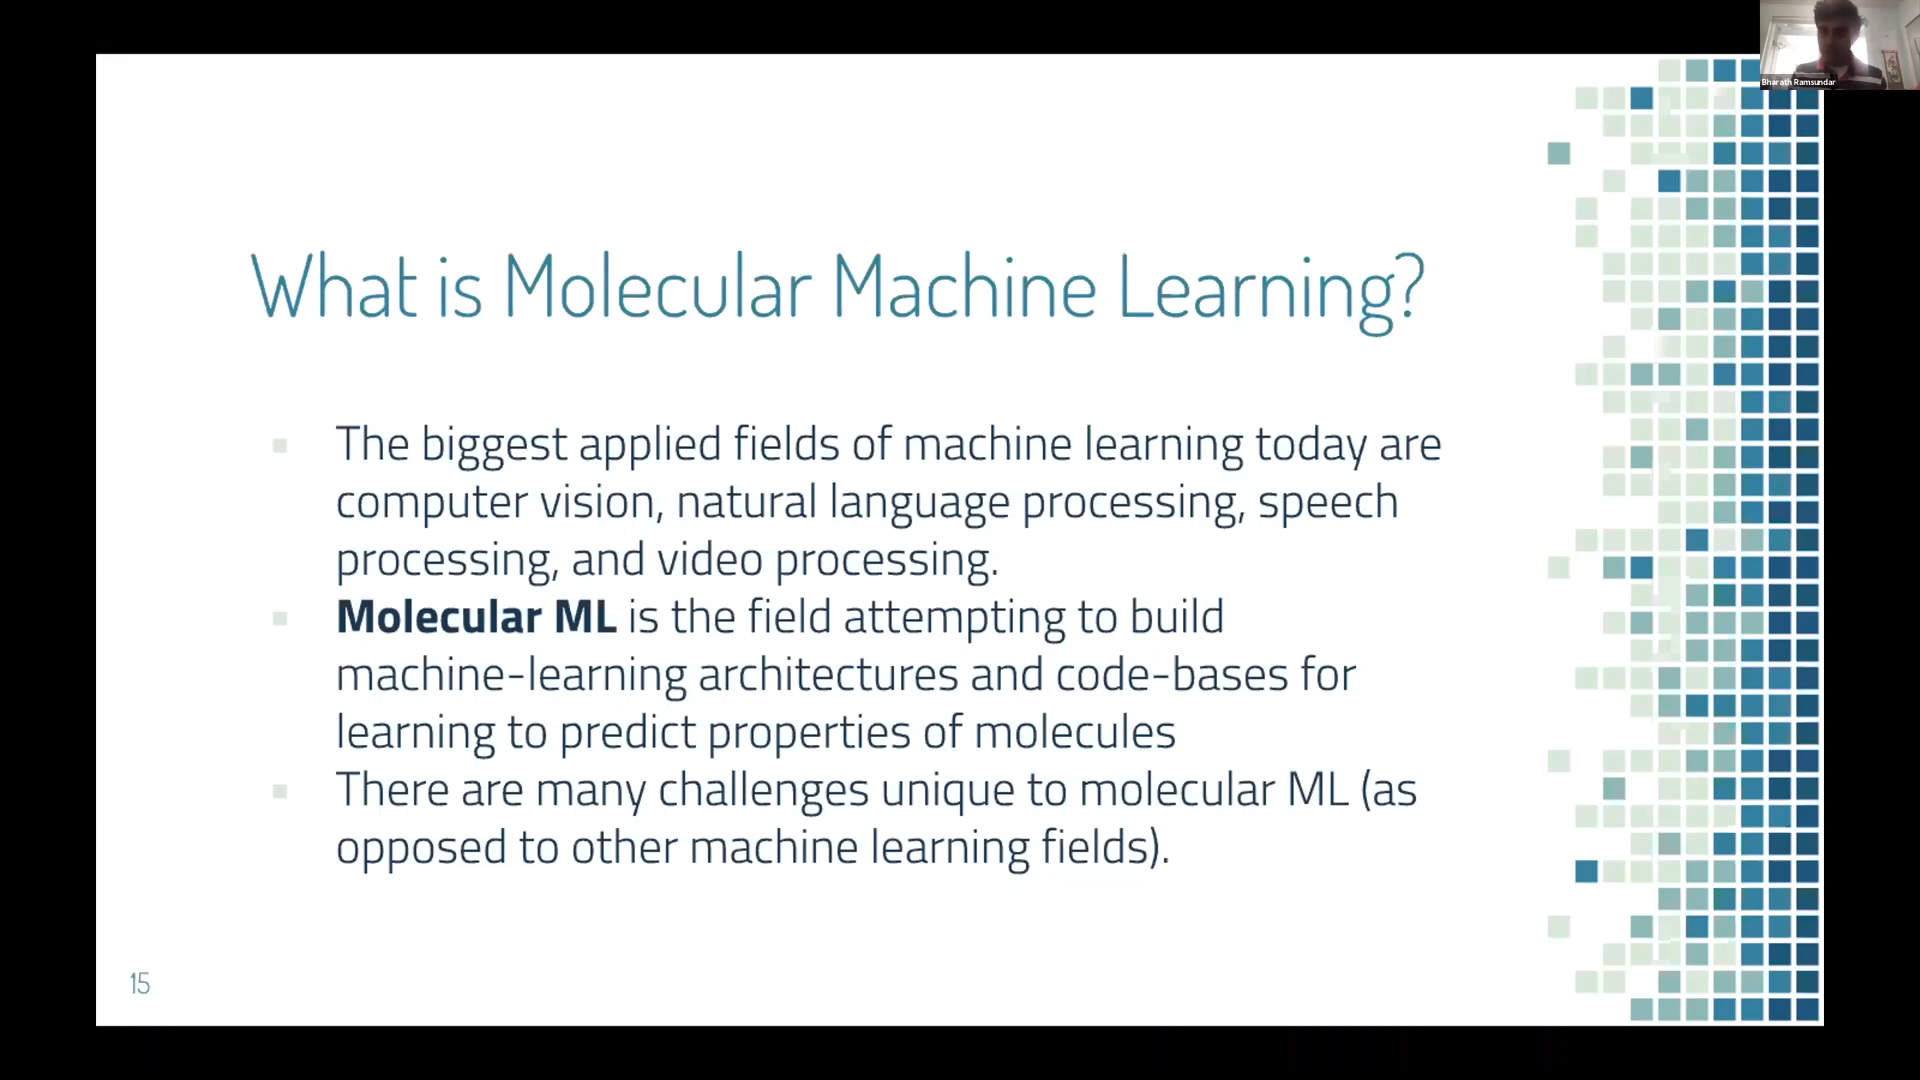 Bharath Ramsundar
What is Molecular Machine Learning?
The biggest applied fields of machine learning today are
computer vision, natural language processing, speech
processing, and video processing.
Molecular ML is the field attempting to build
machine-learning architectures and code-bases for
learning to predict properties of molecules
There are many challenges unique to molecular ML (as
opposed to other machine learning fields).
15